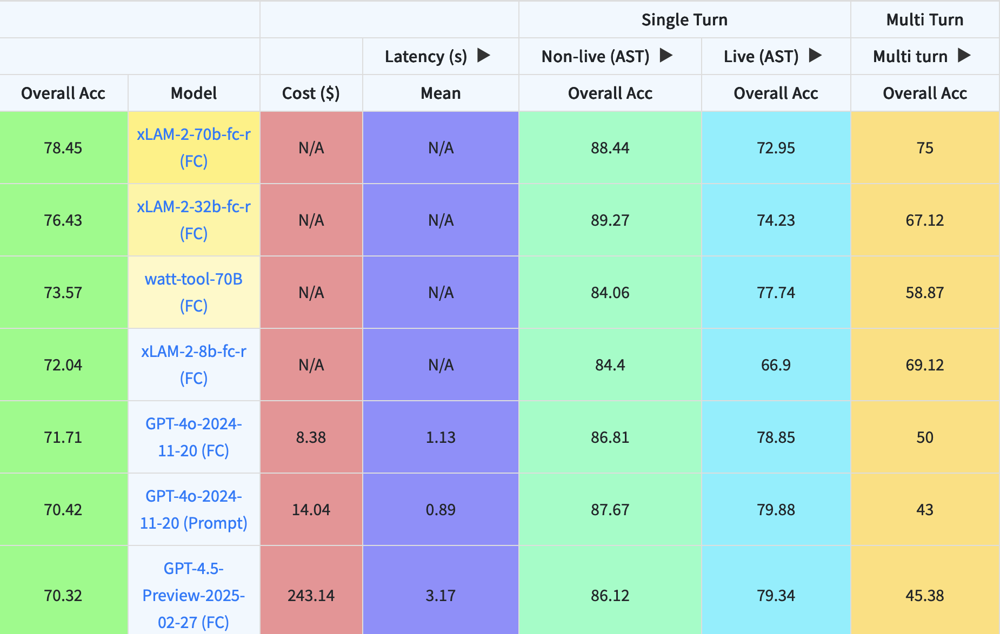 Single Turn Multi Turn
Latency (s) ▶ Non-live (AST) ▶ Live (AST) ▶ Multi turn ▶
Overall Acc Model Cost ($) Mean Overall Acc Overall Acc Overall Acc
78.45 xLAM-2-70b-fc-r N/A N/A 88.44 72.95 75
(FC)
76.43 xLAM-2-32b-fc-r N/A N/A 89.27 74.23 67.12
(FC)
73.57 watt-tool-70B N/A N/A 84.06 77.74 58.87
(FC)
72.04 xLAM-2-8b-fc-r N/A N/A 84.4 66.9 69.12
(FC)
71.71 GPT-4o-2024- 8.38 1.13 86.81 78.85 50
11-20 (FC)
70.42 GPT-4o-2024- 14.04 0.89 87.67 79.88 43
11-20 (Prompt)
GPT-4.5-
70.32 Preview-2025- 243.14 3.17 86.12 79.34 45.38
02-27 (FC)